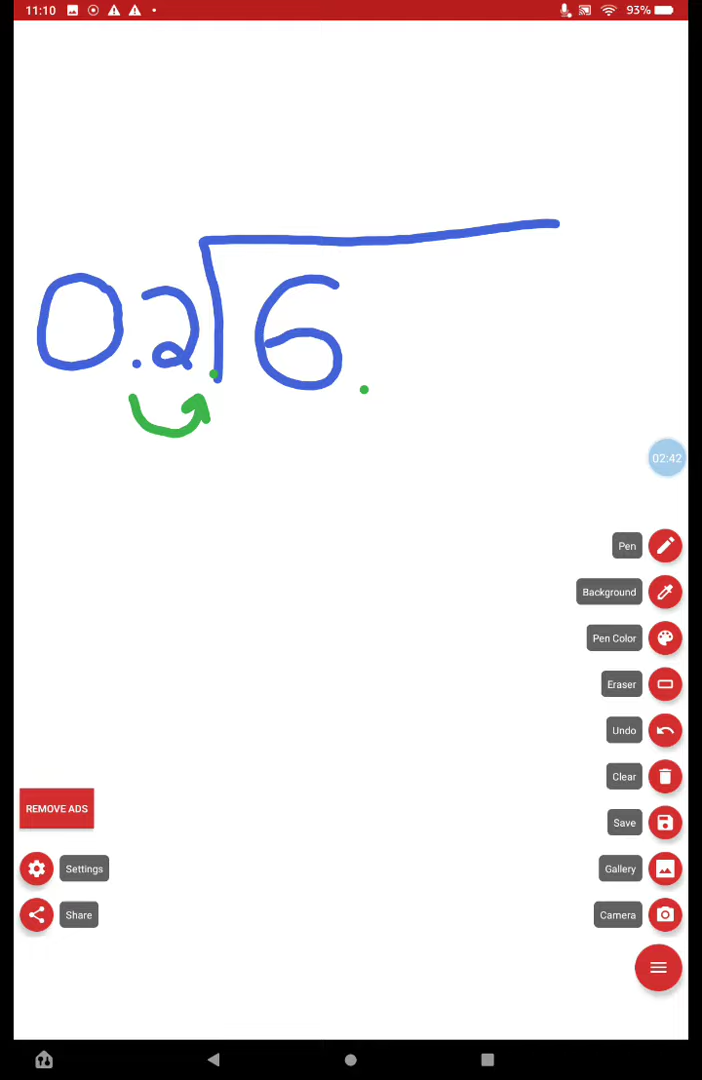 11:10 93%
0.2.⟌6.
02:42
Pen
Background
Pen Color
Eraser
Undo
Clear
REMOVE ADS
Save
Settings
Gallery
Share
Camera